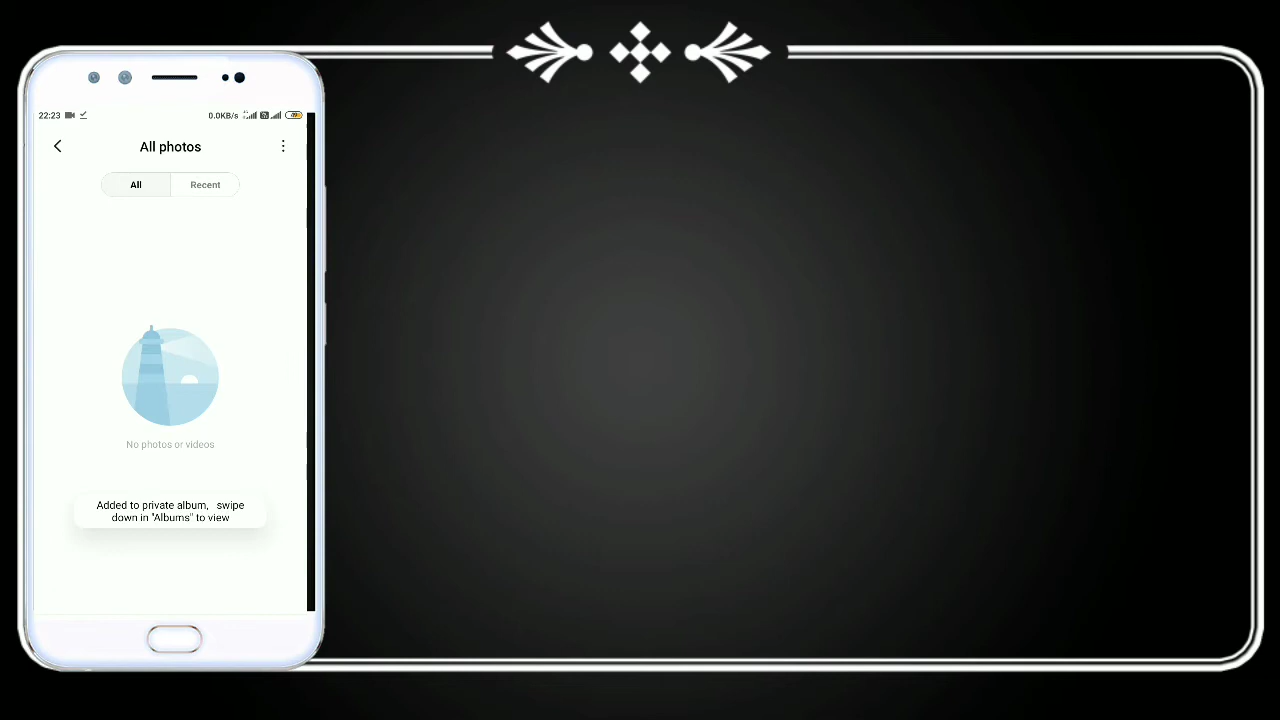 22:23 0.0KB/s
All photos
All Recent
No photos or videos
Added to private album, swipe
down in "Albums" to view